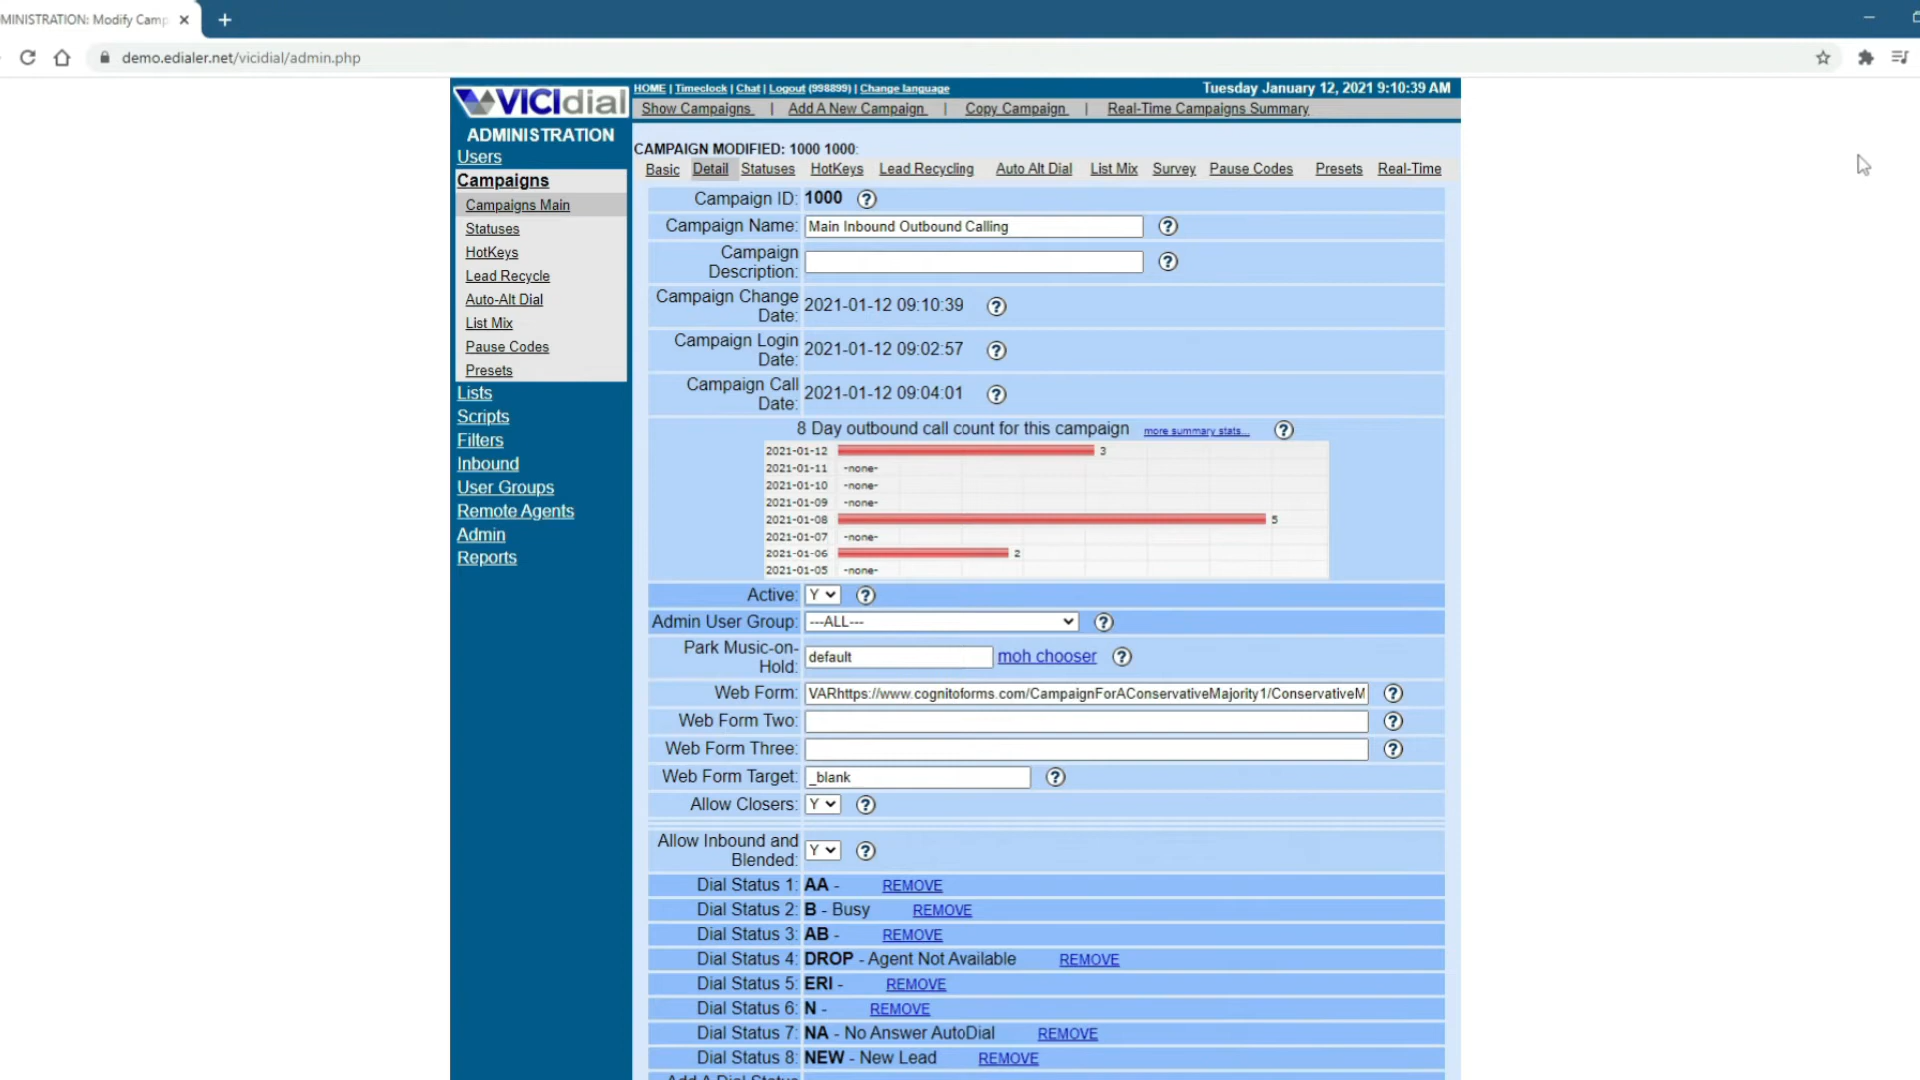 MINISTRATION: Modify Camp
demo.edialer.net/vicidial/admin.php
VICIdial
HOME | Timeclock | Chat | Logout (998899) | Change language
Tuesday January 12, 2021 9:10:39 AM
Show Campaigns | Add A New Campaign | Copy Campaign | Real-Time Campaigns Summary
ADMINISTRATION
Users
Campaigns
Campaigns Main
Statuses
HotKeys
Lead Recycle
Auto-Alt Dial
List Mix
Pause Codes
Presets
Lists
Scripts
Filters
Inbound
User Groups
Remote Agents
Admin
Reports
CAMPAIGN MODIFIED: 1000 1000:
Basic Detail Statuses HotKeys Lead Recycling Auto Alt Dial List Mix Survey Pause Codes Presets Real-Time
Campaign ID: 1000 ?
Campaign Name: Main Inbound Outbound Calling ?
Campaign
Description: ?
Campaign Change
Date: 2021-01-12 09:10:39 ?
Campaign Login
Date: 2021-01-12 09:02:57 ?
Campaign Call
Date: 2021-01-12 09:04:01 ?
8 Day outbound call count for this campaign more summary stats... ?
2021-01-12 3
2021-01-11 -none-
2021-01-10 -none-
2021-01-09 -none-
2021-01-08 5
2021-01-07 -none-
2021-01-06 2
2021-01-05 -none-
Active: Y ?
Admin User Group: ---ALL--- ?
Park Music-on-
Hold: default moh chooser ?
Web Form: VARhttps://www.cognitoforms.com/CampaignForAConservativeMajority1/ConservativeM ?
Web Form Two: ?
Web Form Three: ?
Web Form Target: _blank ?
Allow Closers: Y ?
Allow Inbound and
Blended: Y ?
Dial Status 1: AA - REMOVE
Dial Status 2: B - Busy REMOVE
Dial Status 3: AB - REMOVE
Dial Status 4: DROP - Agent Not Available REMOVE
Dial Status 5: ERI - REMOVE
Dial Status 6: N - REMOVE
Dial Status 7: NA - No Answer AutoDial REMOVE
Dial Status 8: NEW - New Lead REMOVE
Add A Dial Status